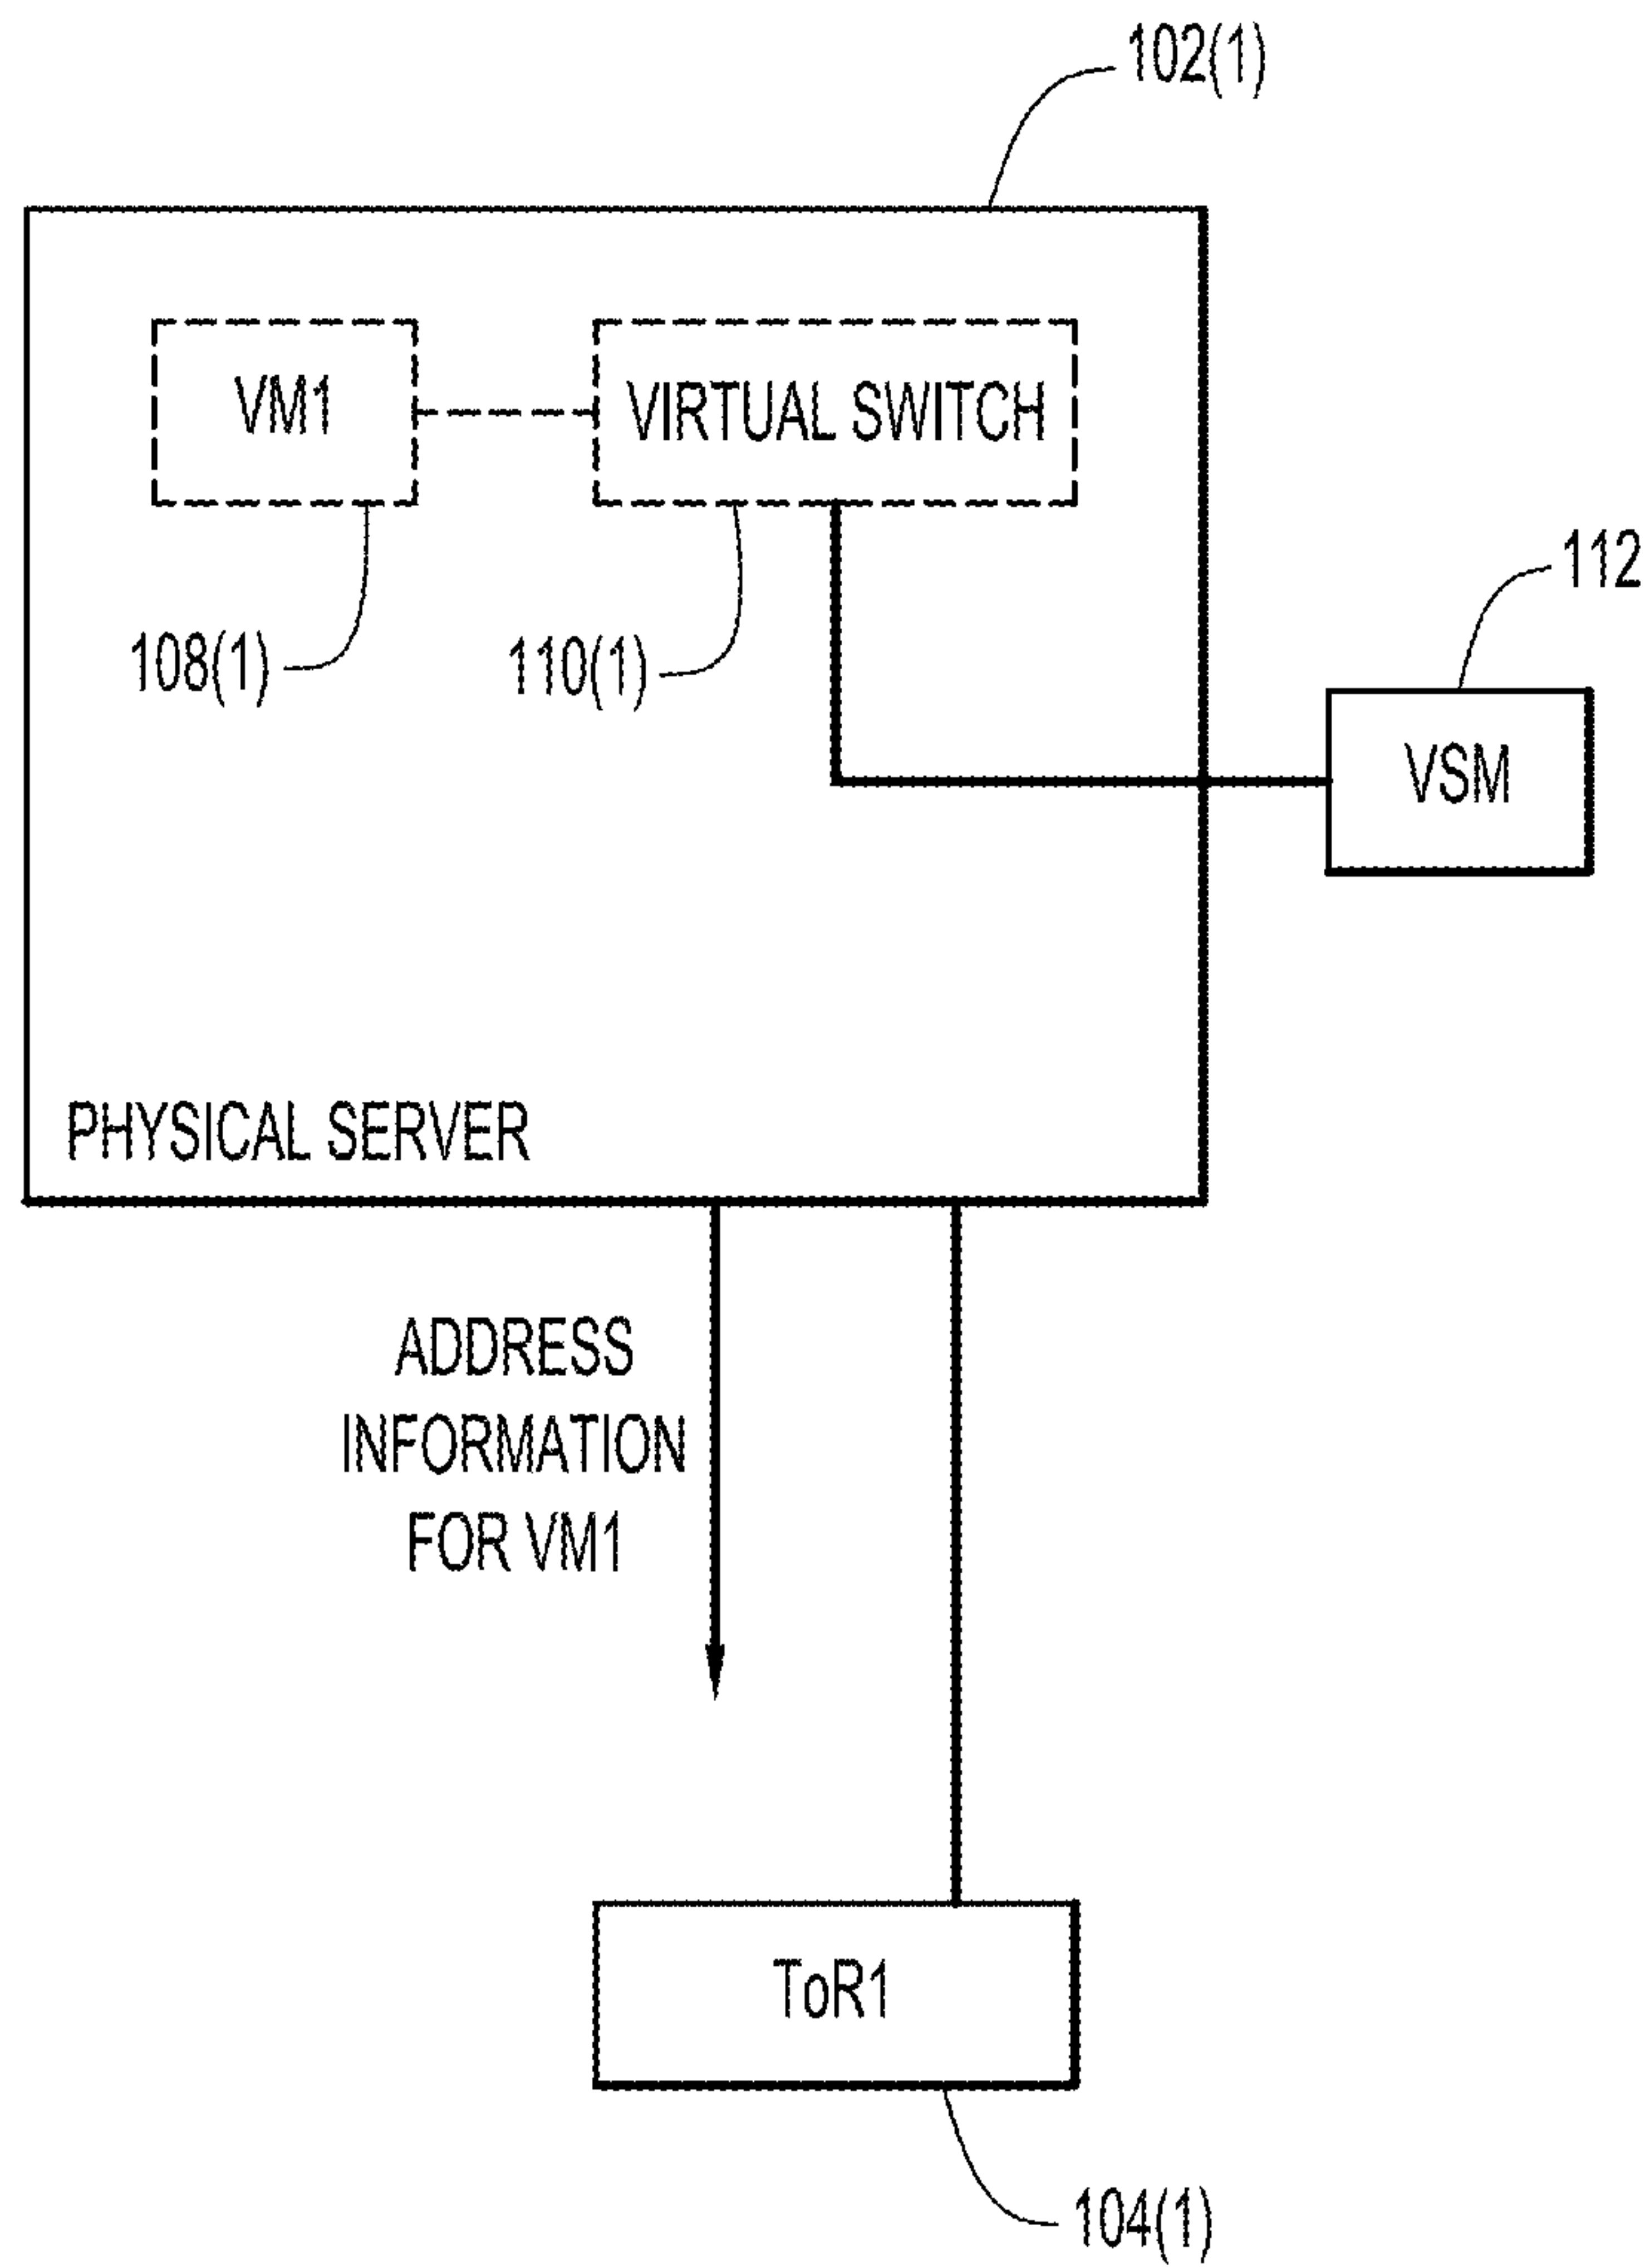 102(1)
VM1
VIRTUAL SWITCH
112
108(1)
110(1)
VSM
PHYSICAL SERVER
ADDRESS
INFORMATION
FOR VM1
ToR1
104(1)